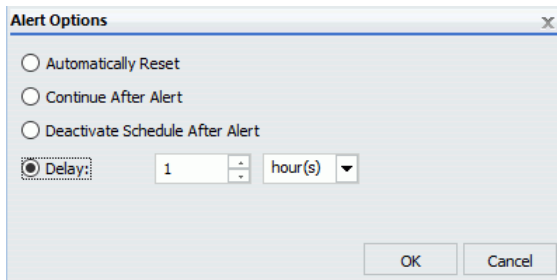 Alert Options
Automatically Reset
Continue After Alert
Deactivate Schedule After Alert
Delay: 1 hour(s)
OK Cancel